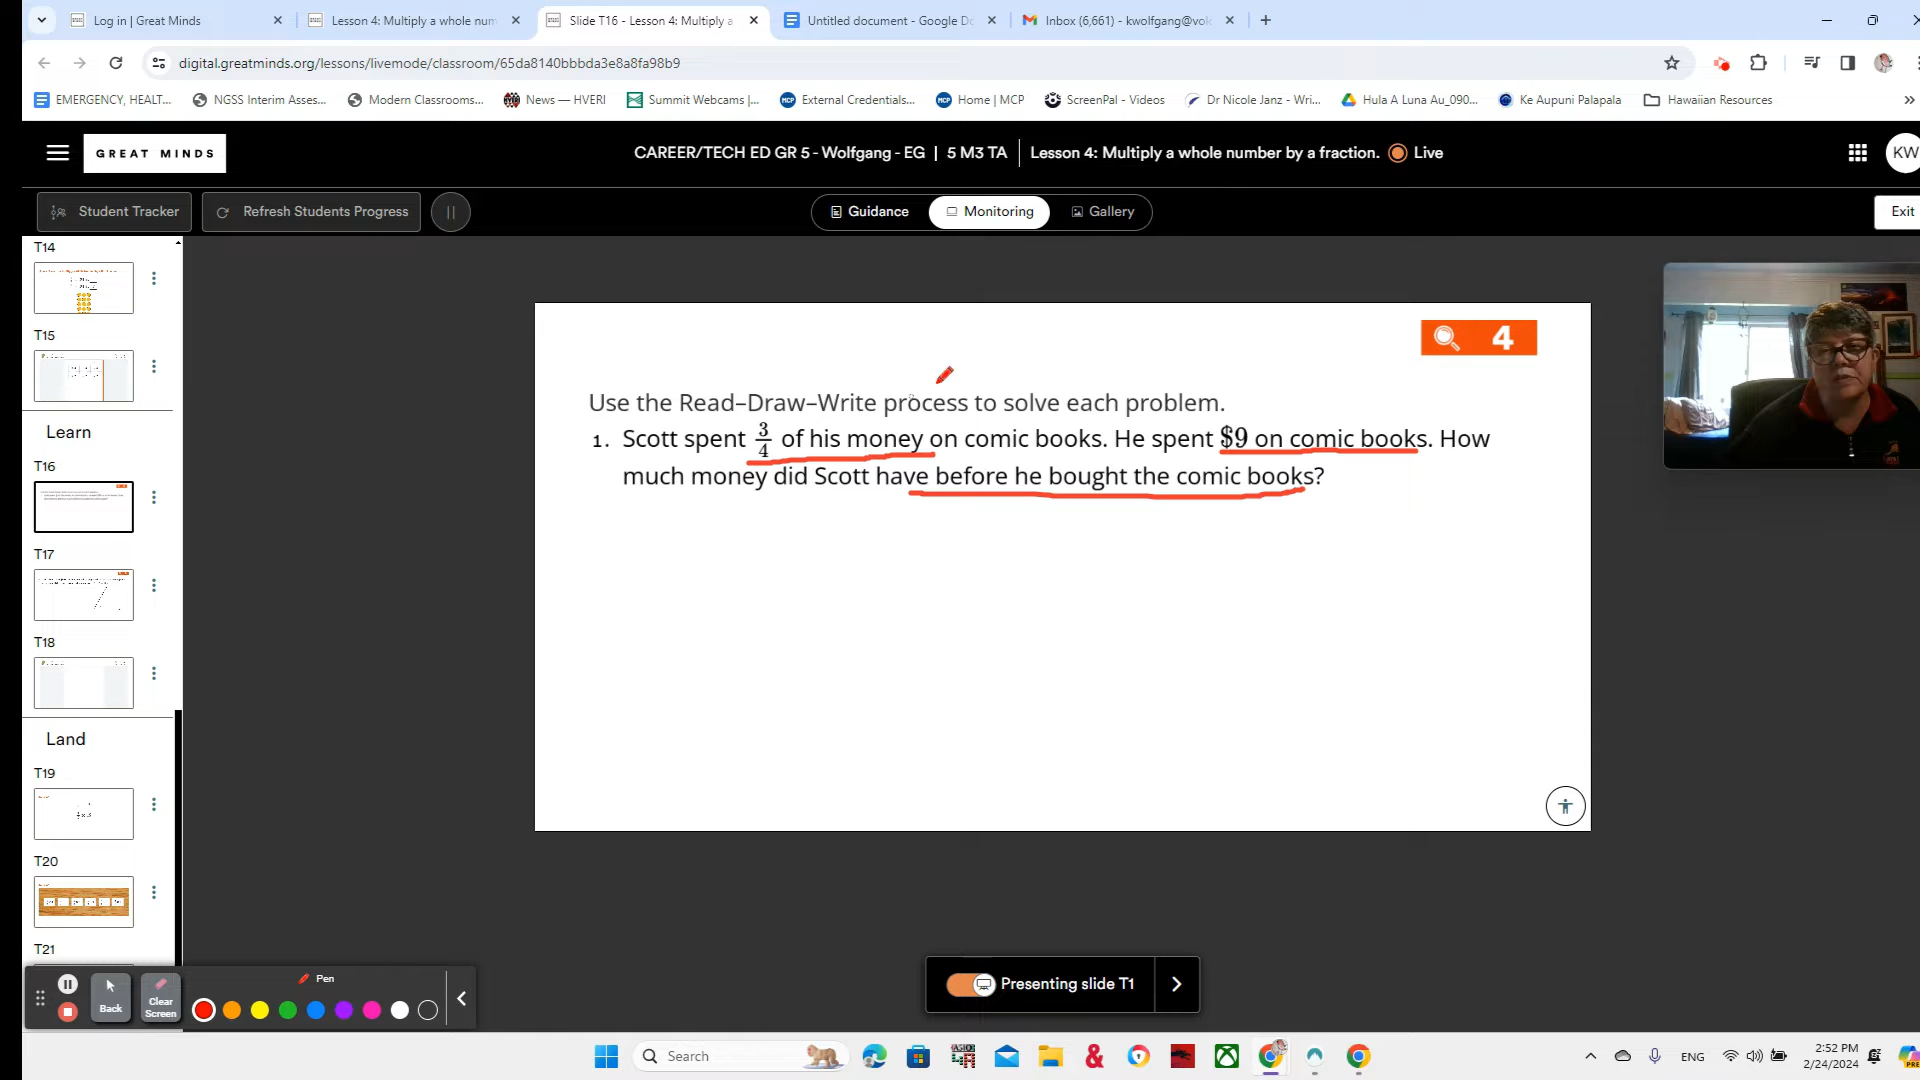 Log in | Great Minds
Lesson 4: Multiply a whole num
Slide T16 - Lesson 4: Multiply a
Untitled document - Google Do
Inbox (6,661) - kwolfgang@vol
digital.greatminds.org/lessons/livemode/classroom/65da8140bbbda3e8a8fa98b9
EMERGENCY, HEALT...
NGSS Interim Asses...
Modern Classrooms...
News — HVERI
Summit Webcams |...
External Credentials...
Home | MCP
ScreenPal - Videos
Dr Nicole Janz - Wri...
Hula A Luna Au_090...
Ke Aupuni Palapala
Hawaiian Resources
GREAT MINDS
CAREER/TECH ED GR 5 - Wolfgang - EG | 5 M3 TA
Lesson 4: Multiply a whole number by a fraction.
Live
KW
Student Tracker
Refresh Students Progress
Guidance
Monitoring
Gallery
Exit
T14
T15
Learn
T16
T17
T18
Land
T19
T20
T21
4
Use the Read–Draw–Write process to solve each problem.
1. Scott spent 3/4 of his money on comic books. He spent $9 on comic books. How
much money did Scott have before he bought the comic books?
Presenting slide T1
Pen
Back
Clear
Screen
Search
ENG
2:52 PM
2/24/2024